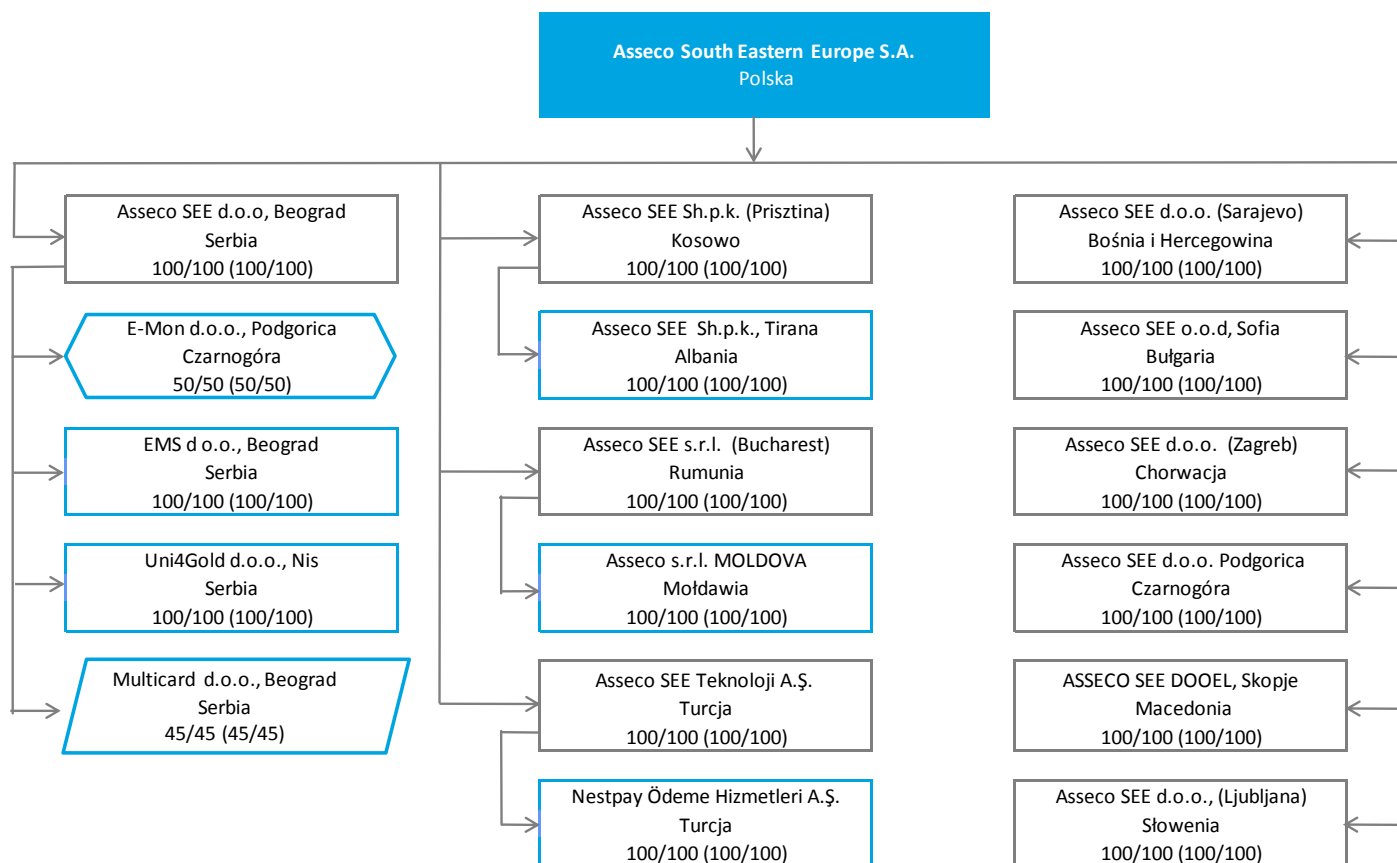 Asseco South Eastern Europe S.A.
Polska
Asseco SEE d.o.o, Beograd
Serbia
100/100 (100/100)
E-Mon d.o.o., Podgorica
Czarnogóra
50/50 (50/50)
EMS d o.o., Beograd
Serbia
100/100 (100/100)
Uni4Gold d.o.o., Nis
Serbia
100/100 (100/100)
Multicard d.o.o., Beograd
Serbia
45/45 (45/45)
Asseco SEE Sh.p.k. (Prisztina)
Kosowo
100/100 (100/100)
Asseco SEE Sh.p.k., Tirana
Albania
100/100 (100/100)
Asseco SEE s.r.l. (Bucharest)
Rumunia
100/100 (100/100)
Asseco s.r.l. MOLDOVA
Mołdawia
100/100 (100/100)
Asseco SEE Teknoloji A.Ş.
Turcja
100/100 (100/100)
Nestpay Ödeme Hizmetleri A.Ş.
Turcja
100/100 (100/100)
Asseco SEE d.o.o. (Sarajevo)
Bośnia i Hercegowina
100/100 (100/100)
Asseco SEE o.o.d, Sofia
Bułgaria
100/100 (100/100)
Asseco SEE d.o.o. (Zagreb)
Chorwacja
100/100 (100/100)
Asseco SEE d.o.o. Podgorica
Czarnogóra
100/100 (100/100)
ASSECO SEE DOOEL, Skopje
Macedonia
100/100 (100/100)
Asseco SEE d.o.o., (Ljubljana)
Słowenia
100/100 (100/100)